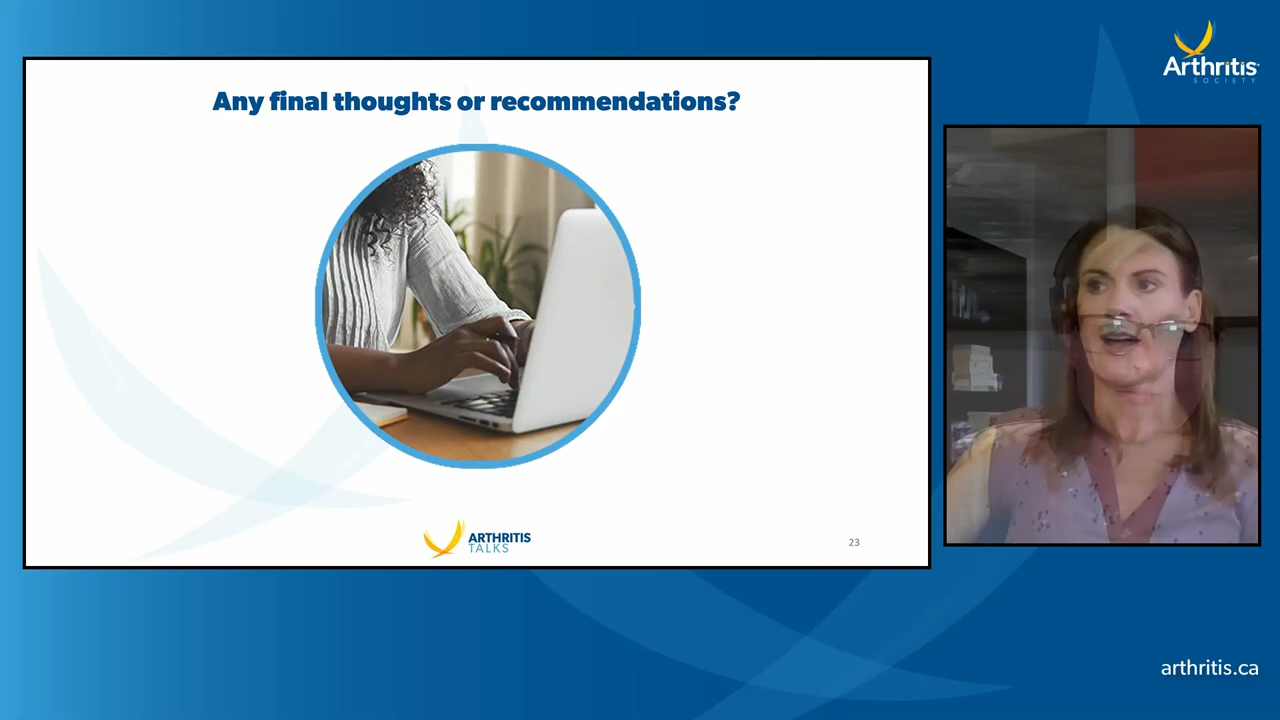 Arthritis
SOCIETY
Any final thoughts or recommendations?
ARTHRITIS
TALKS
23
arthritis.ca